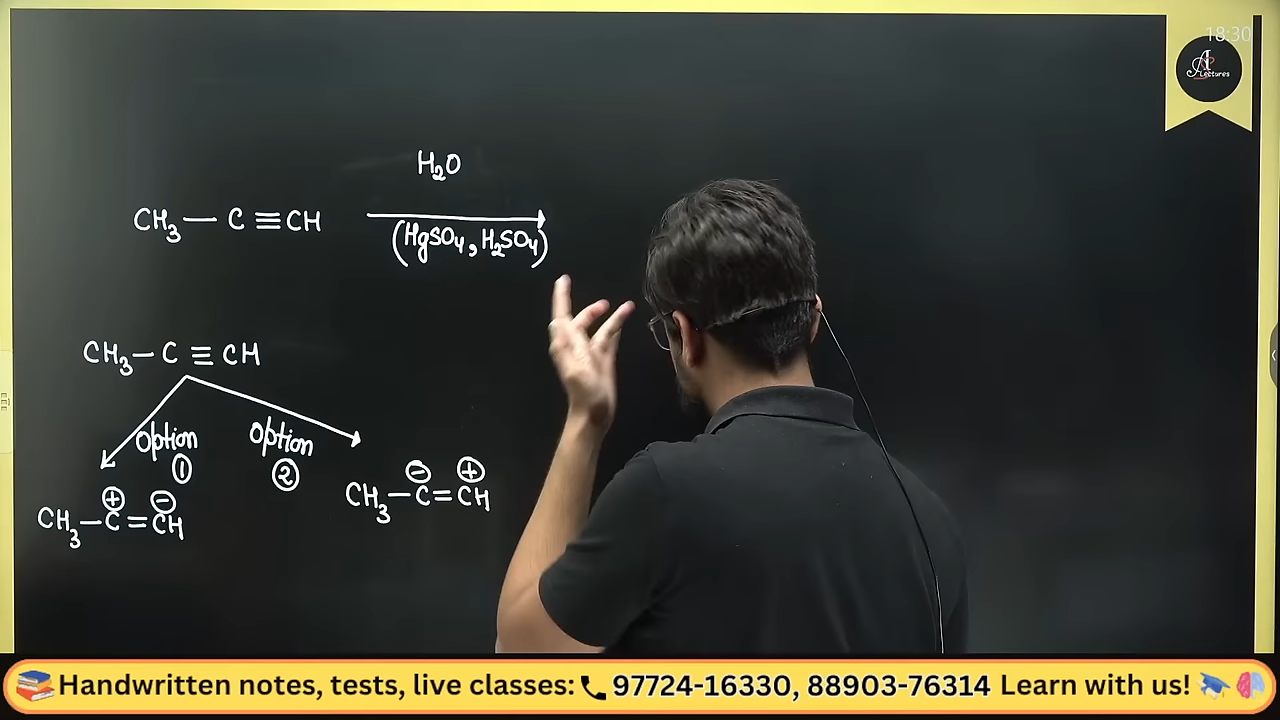 18:30
A
Lectures
H₂O
CH₃ — C ≡ CH
(HgSO₄, H₂SO₄)
CH₃ — C ≡ CH
Option
①
Option
②
⊕ ⊖
CH₃ — C = CH
⊖ ⊕
CH₃ — C = CH
📚Handwritten notes, tests, live classes:📞97724-16330, 88903-76314 Learn with us! 🎓🧠